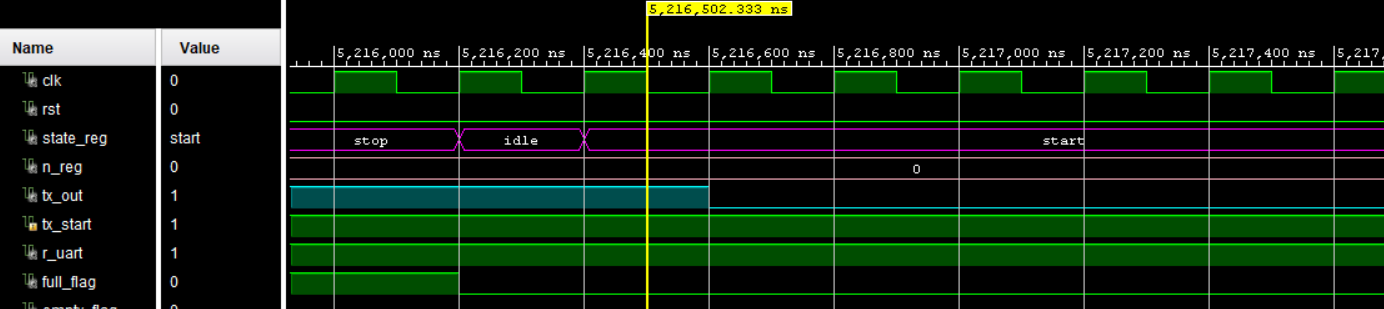 5,216,502.333 ns
Name Value 5,216,000 ns 5,216,200 ns 5,216,400 ns 5,216,600 ns 5,216,800 ns 5,217,000 ns 5,217,200 ns 5,217,400 ns 5,217,
clk 0
rst 0
state_reg start stop idle start
n_reg 0 0
tx_out 1
tx_start 1
r_uart 1
full_flag 0